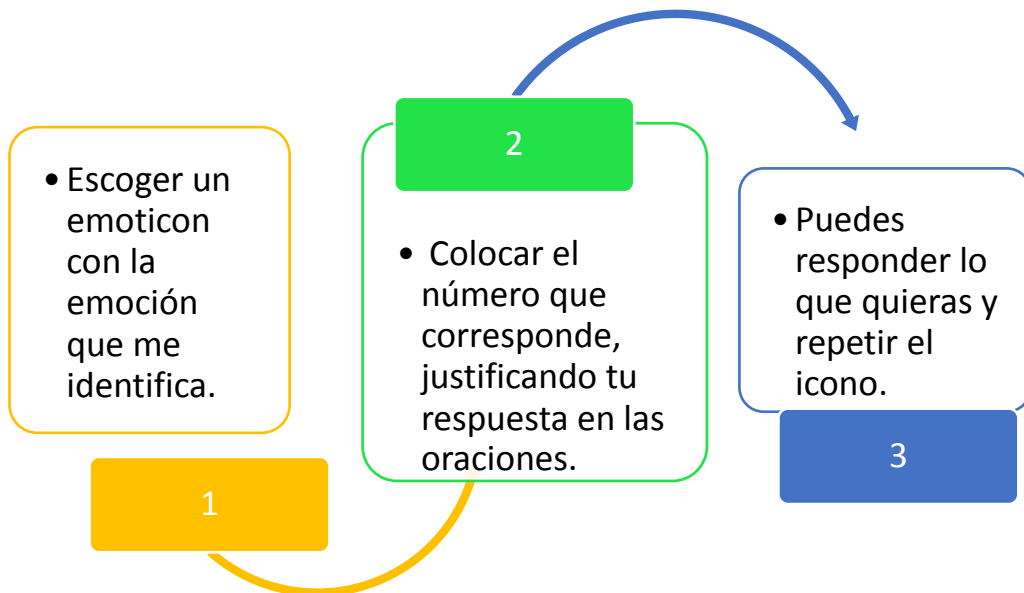 • Escoger un
emoticon
con la
emoción
que me
identifica.
1
2
• Colocar el
número que
corresponde,
justificando tu
respuesta en las
oraciones.
• Puedes
responder lo
que quieras y
repetir el
icono.
3